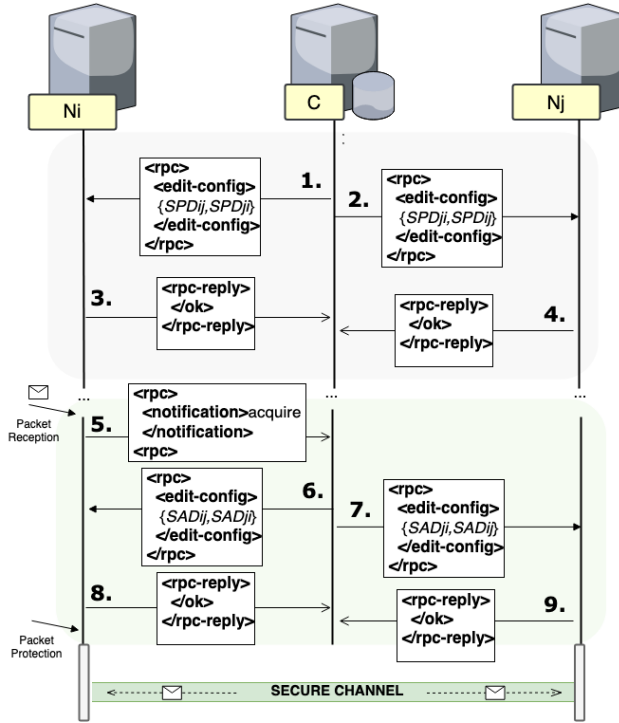 Ni
C
Nj
:
1.
<rpc>
<edit-config>
{SPDij,SPDji}
</edit-config>
</rpc>
2.
<rpc>
<edit-config>
{SPDji,SPDij}
</edit-config>
</rpc>
3.
<rpc-reply>
</ok>
</rpc-reply>
4.
<rpc-reply>
</ok>
</rpc-reply>
...
...
...
Packet
Reception
5.
<rpc>
<notification>acquire
</notification>
<rpc>
6.
<rpc>
<edit-config>
{SADij,SADji}
</edit-config>
</rpc>
7.
<rpc>
<edit-config>
{SADji,SADij}
</edit-config>
</rpc>
8.
<rpc-reply>
</ok>
</rpc-reply>
9.
<rpc-reply>
</ok>
</rpc-reply>
Packet
Protection
SECURE CHANNEL